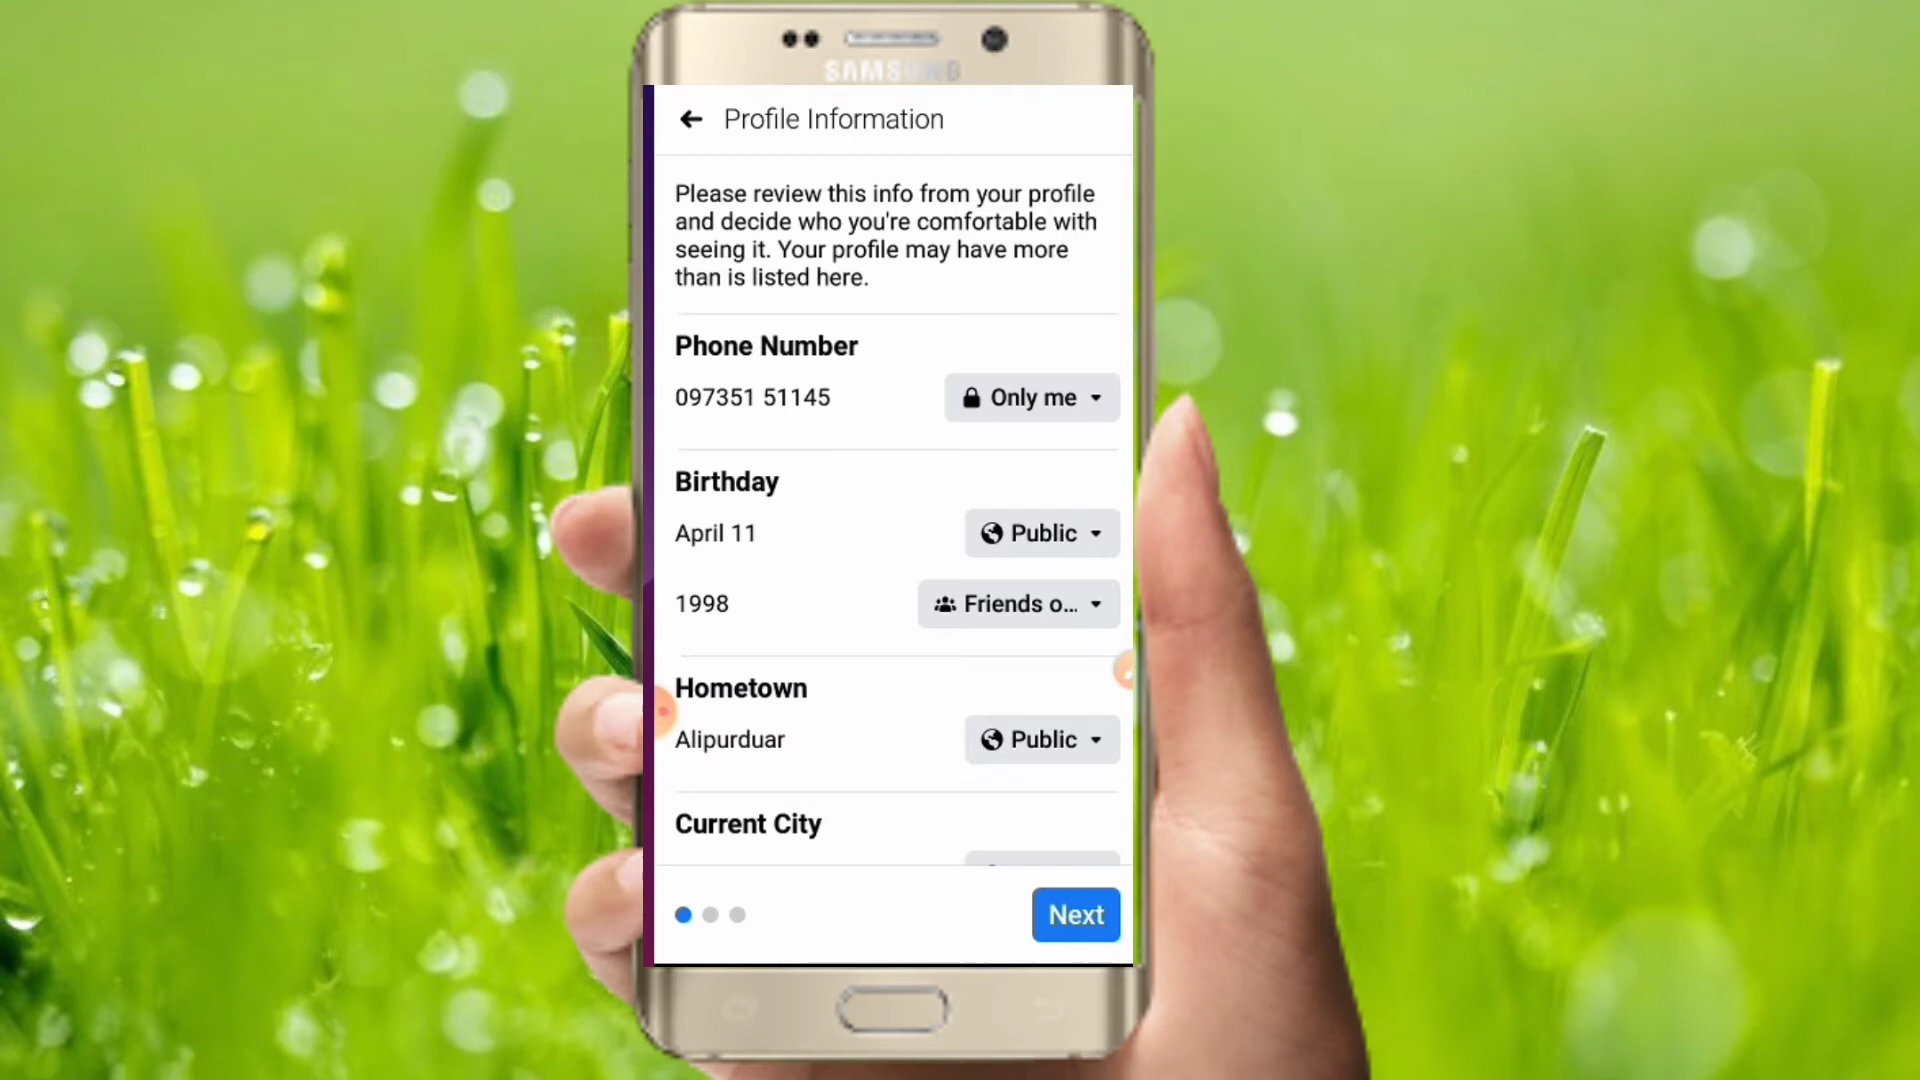 SAMSUNG
Profile Information
Please review this info from your profile
and decide who you're comfortable with
seeing it. Your profile may have more
than is listed here.
Phone Number
097351 51145
Only me
Birthday
April 11
Public
1998
Friends o...
Hometown
Alipurduar
Public
Current City
Next